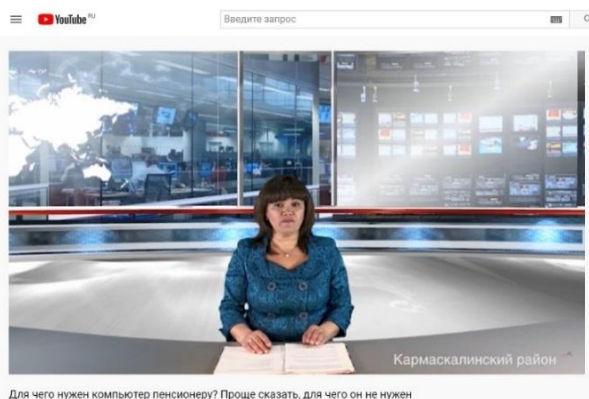 YouTube RU
Введите запрос
Кармаскалинский район
Для чего нужен компьютер пенсионеру? Проще сказать, для чего он не нужен